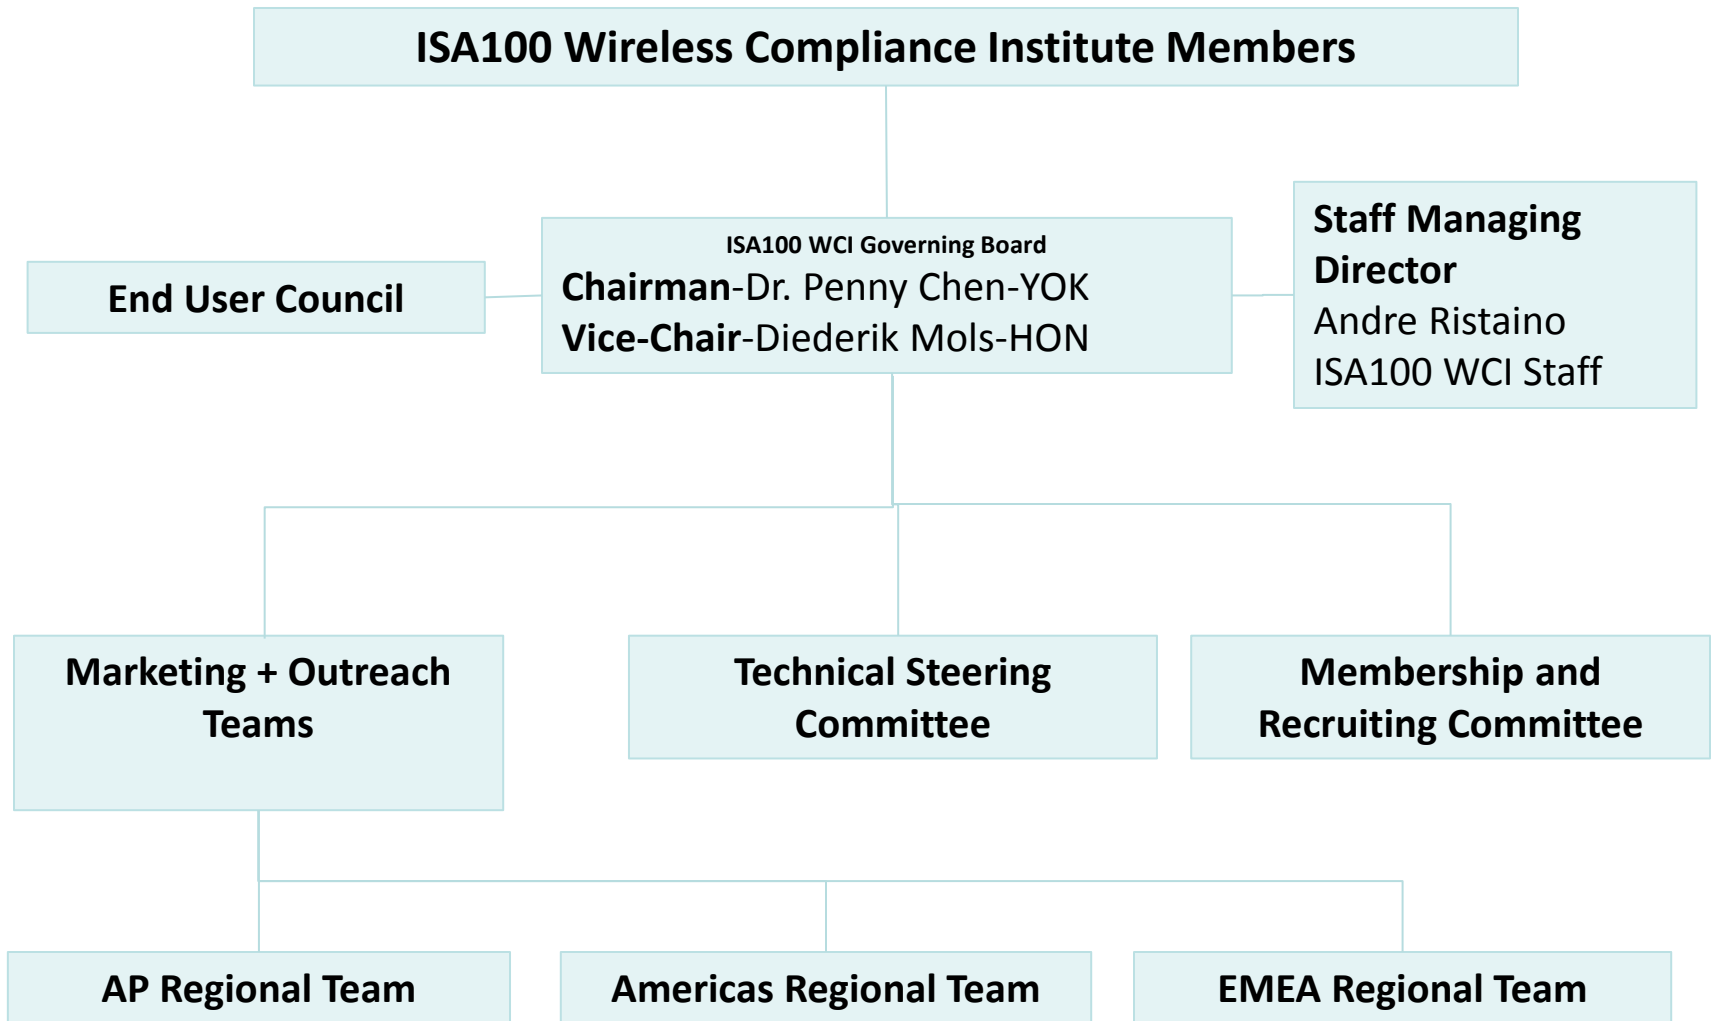 ISA100 Wireless Compliance Institute Members
End User Council
ISA100 WCI Governing Board
Chairman-Dr. Penny Chen-YOK
Vice-Chair-Diederik Mols-HON
Staff Managing
Director
Andre Ristaino
ISA100 WCI Staff
Marketing + Outreach
Teams
Technical Steering
Committee
Membership and
Recruiting Committee
AP Regional Team
Americas Regional Team
EMEA Regional Team